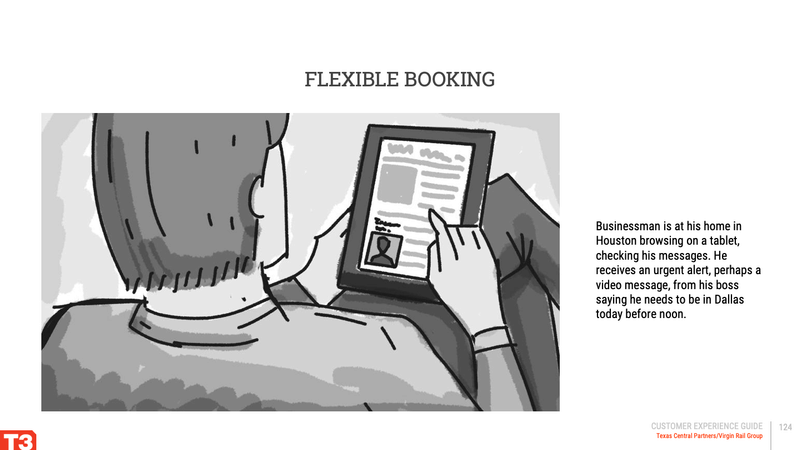 FLEXIBLE BOOKING
Businessman is at his home in
Houston browsing on a tablet,
checking his messages. He
receives an urgent alert, perhaps a
video message, from his boss
saying he needs to be in Dallas
today before noon.
CUSTOMER EXPERIENCE GUIDE
Texas Central Partners/Virgin Rail Group
124
T3